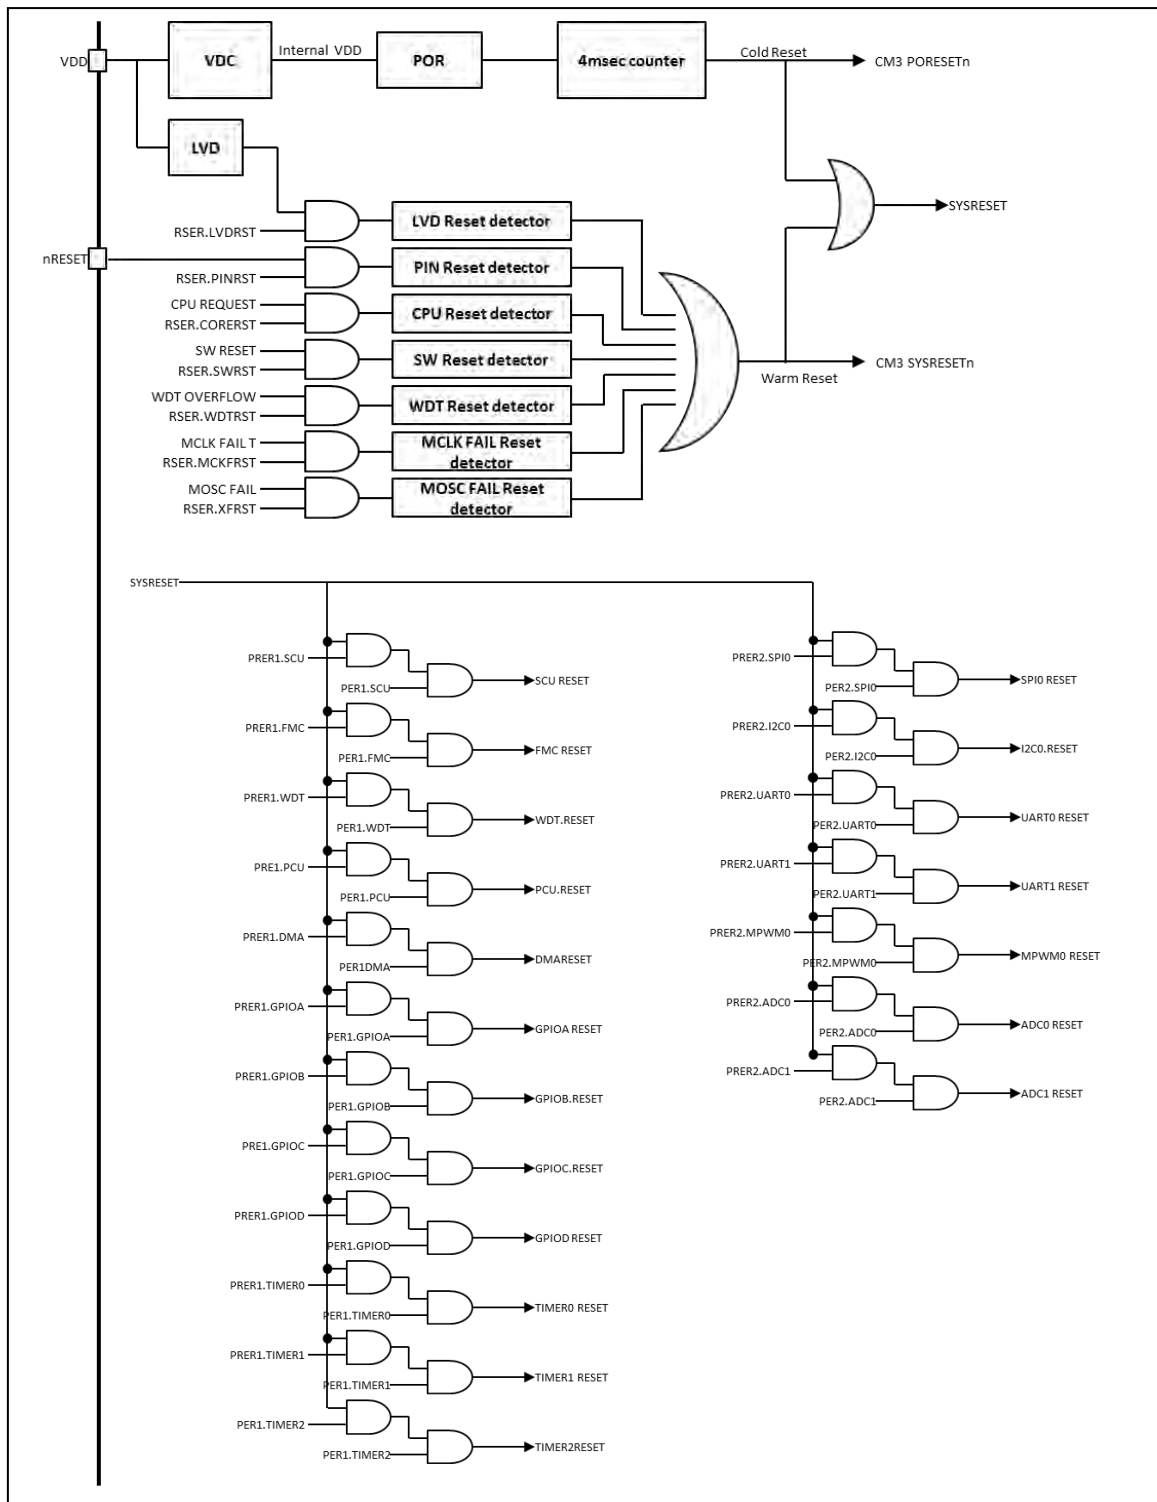 VDD
VDC
Internal VDD
POR
4msec counter
Cold Reset
CM3 PORESETn
LVD
SYSRESET
RSER.LVDRST
LVD Reset detector
nRESET
RSER.PINRST
PIN Reset detector
CPU REQUEST
RSER.CORERST
CPU Reset detector
SW RESET
RSER.SWRST
SW Reset detector
Warm Reset
CM3 SYSRESETn
WDT OVERFLOW
RSER.WDTRST
WDT Reset detector
MCLK FAIL T
RSER.MCKFRST
MCLK FAIL Reset
detector
MOSC FAIL
RSER.XFRST
MOSC FAIL Reset
detector
SYSRESET
PRER1.SCU
PER1.SCU
SCU RESET
PRER1.FMC
PER1.FMC
FMC RESET
PRER1.WDT
PER1.WDT
WDT.RESET
PRE1.PCU
PER1.PCU
PCU.RESET
PRER1.DMA
PER1DMA
DMARESET
PRER1.GPIOA
PER1.GPIOA
GPIOA RESET
PRER1.GPIOB
PER1.GPIOB
GPIOB.RESET
PRE1.GPIOC
PER1.GPIOC
GPIOC.RESET
PRER1.GPIOD
PER1.GPIOD
GPIOD RESET
PRER1.TIMER0
PER1.TIMER0
TIMER0 RESET
PRER1.TIMER1
PER1.TIMER1
TIMER1 RESET
PER1.TIMER2
PER1.TIMER2
TIMER2RESET
PRER2.SPI0
PER2.SPI0
SPI0 RESET
PRER2.I2C0
PER2.I2C0
I2C0.RESET
PRER2.UART0
PER2.UART0
UART0 RESET
PRER2.UART1
PER2.UART1
UART1 RESET
PRER2.MPWM0
PER2.MPWM0
MPWM0 RESET
PRER2.ADC0
PER2.ADC0
ADC0 RESET
PRER2.ADC1
PER2.ADC1
ADC1 RESET